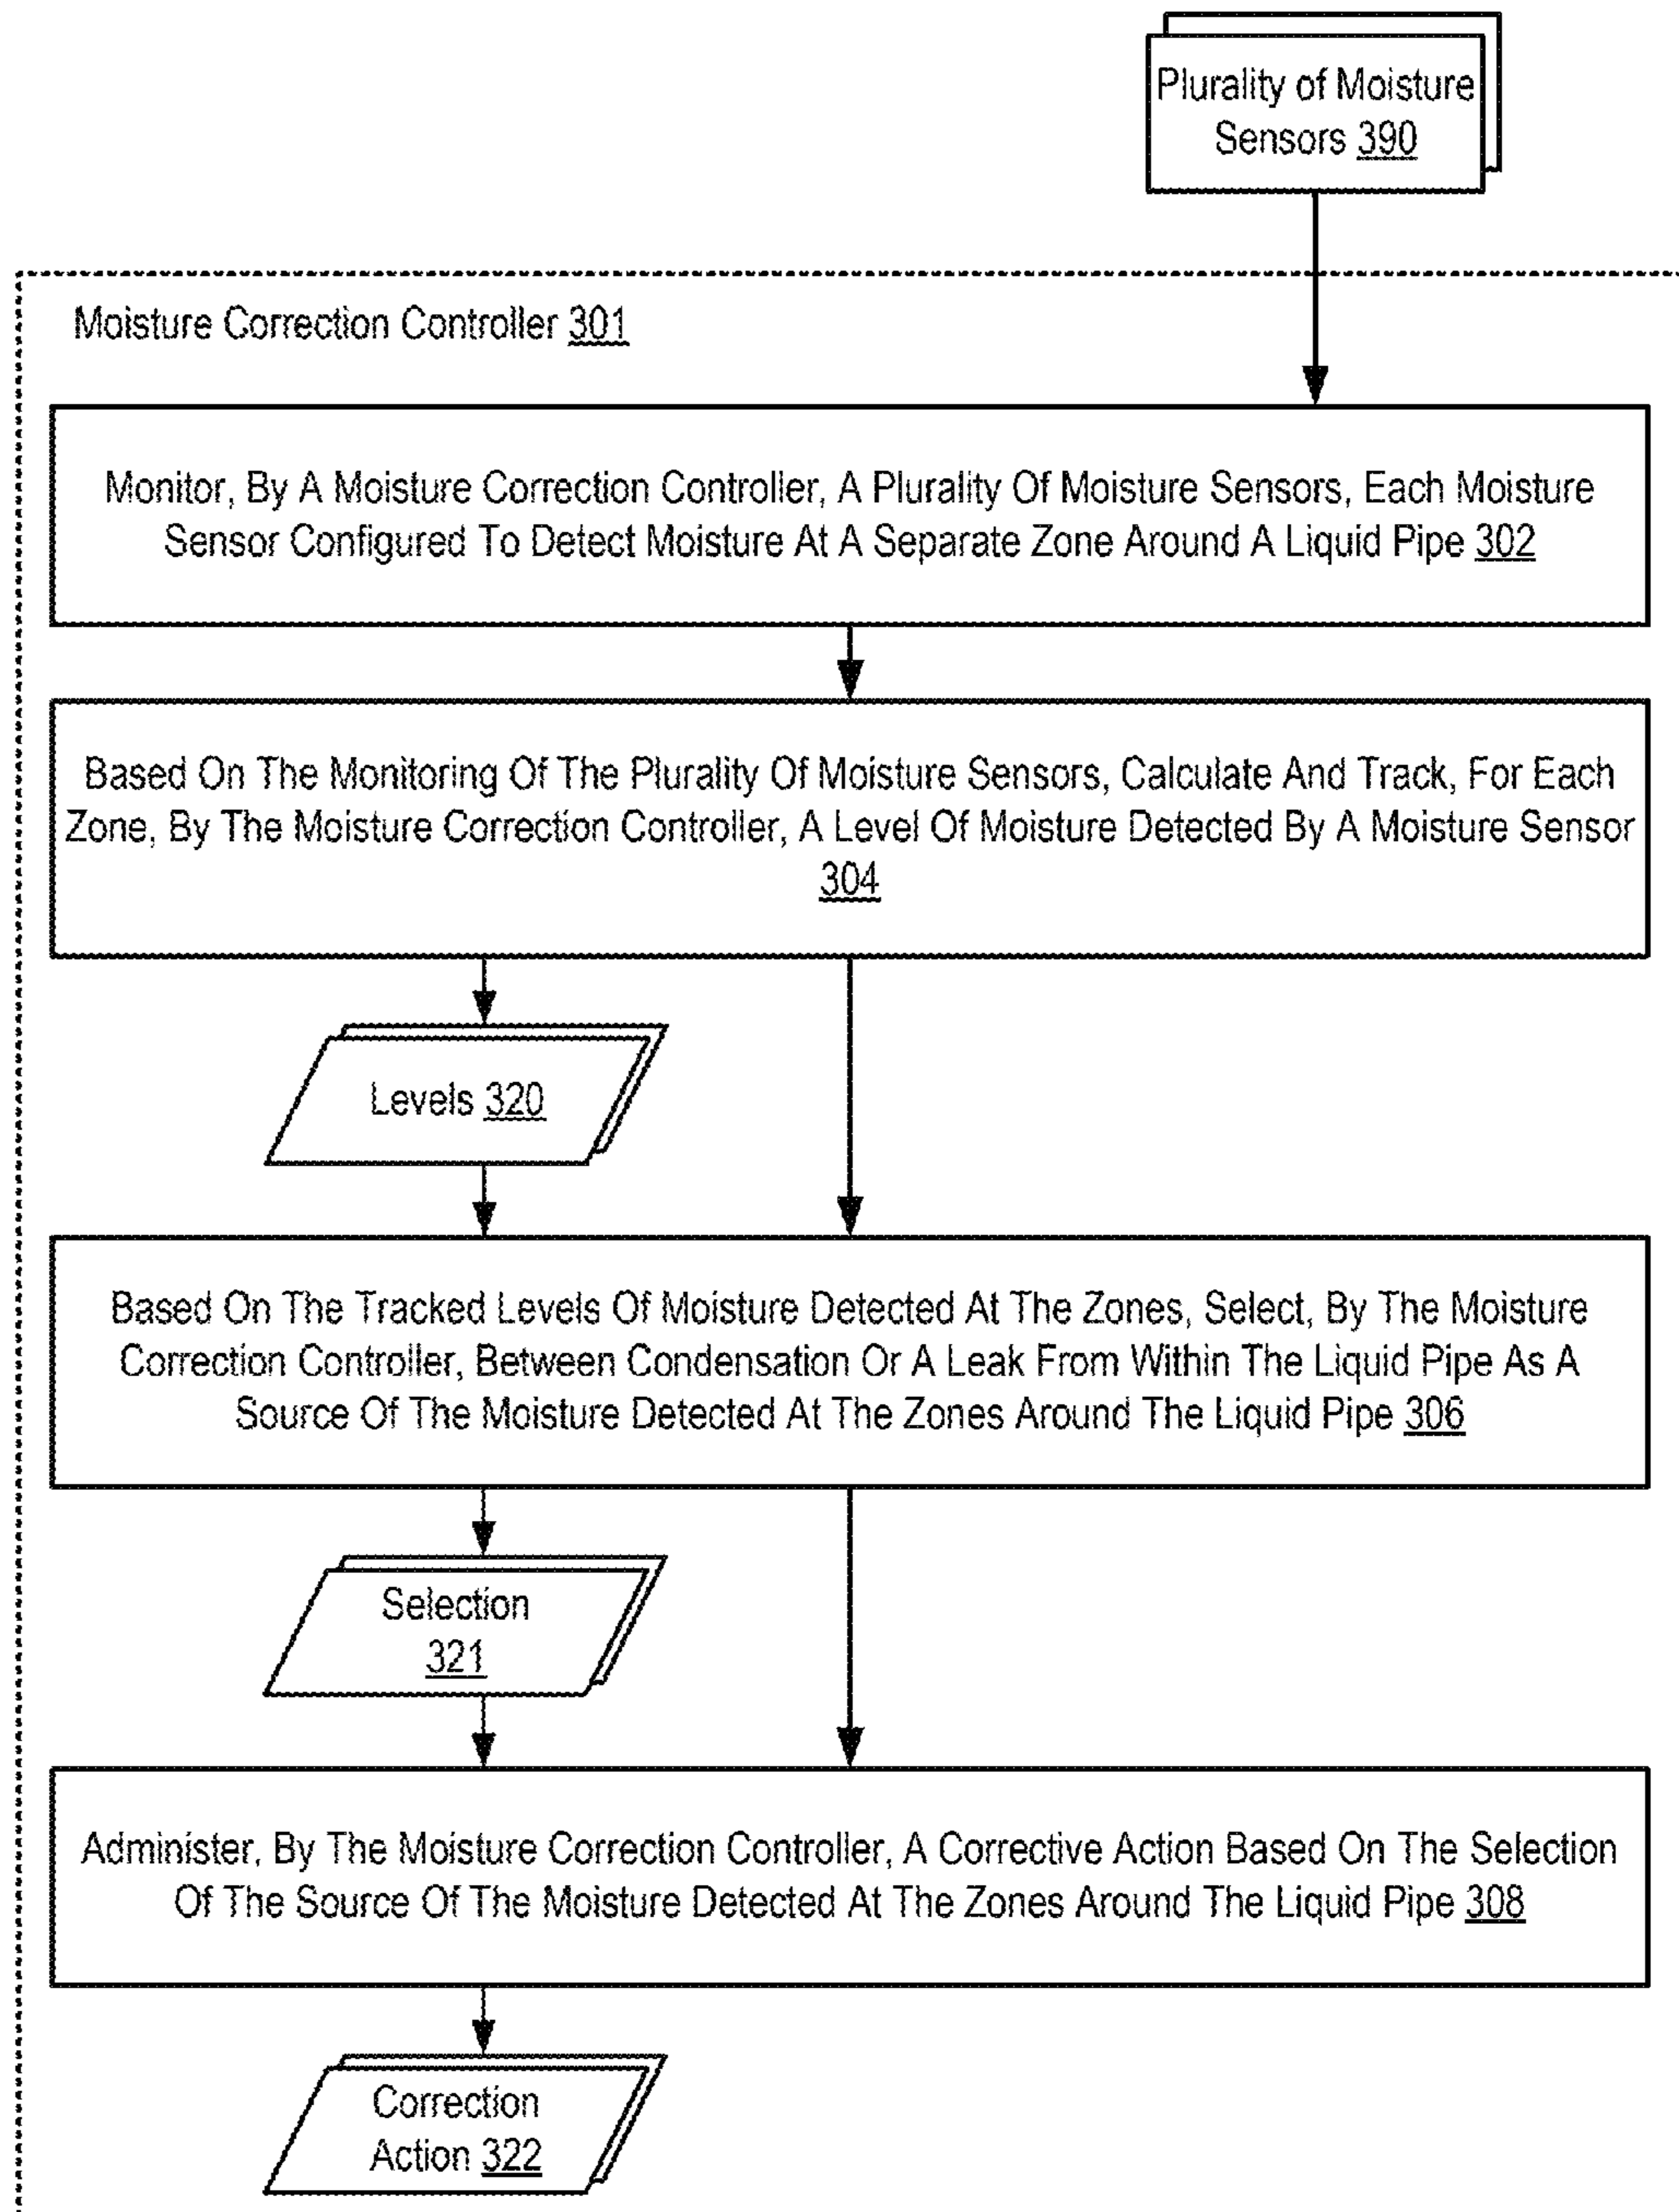 Plurality of Moisture
Sensors 390
Moisture Correction Controller 301
Monitor, By A Moisture Correction Controller, A Plurality Of Moisture Sensors, Each Moisture
Sensor Configured To Detect Moisture At A Separate Zone Around A Liquid Pipe 302
Based On The Monitoring Of The Plurality Of Moisture Sensors, Calculate And Track, For Each
Zone, By The Moisture Correction Controller, A Level Of Moisture Detected By A Moisture Sensor
304
Levels 320
Based On The Tracked Levels Of Moisture Detected At The Zones, Select, By The Moisture
Correction Controller, Between Condensation Or A Leak From Within The Liquid Pipe As A
Source Of The Moisture Detected At The Zones Around The Liquid Pipe 306
Selection
321
Administer, By The Moisture Correction Controller, A Corrective Action Based On The Selection
Of The Source Of The Moisture Detected At The Zones Around The Liquid Pipe 308
Correction
Action 322